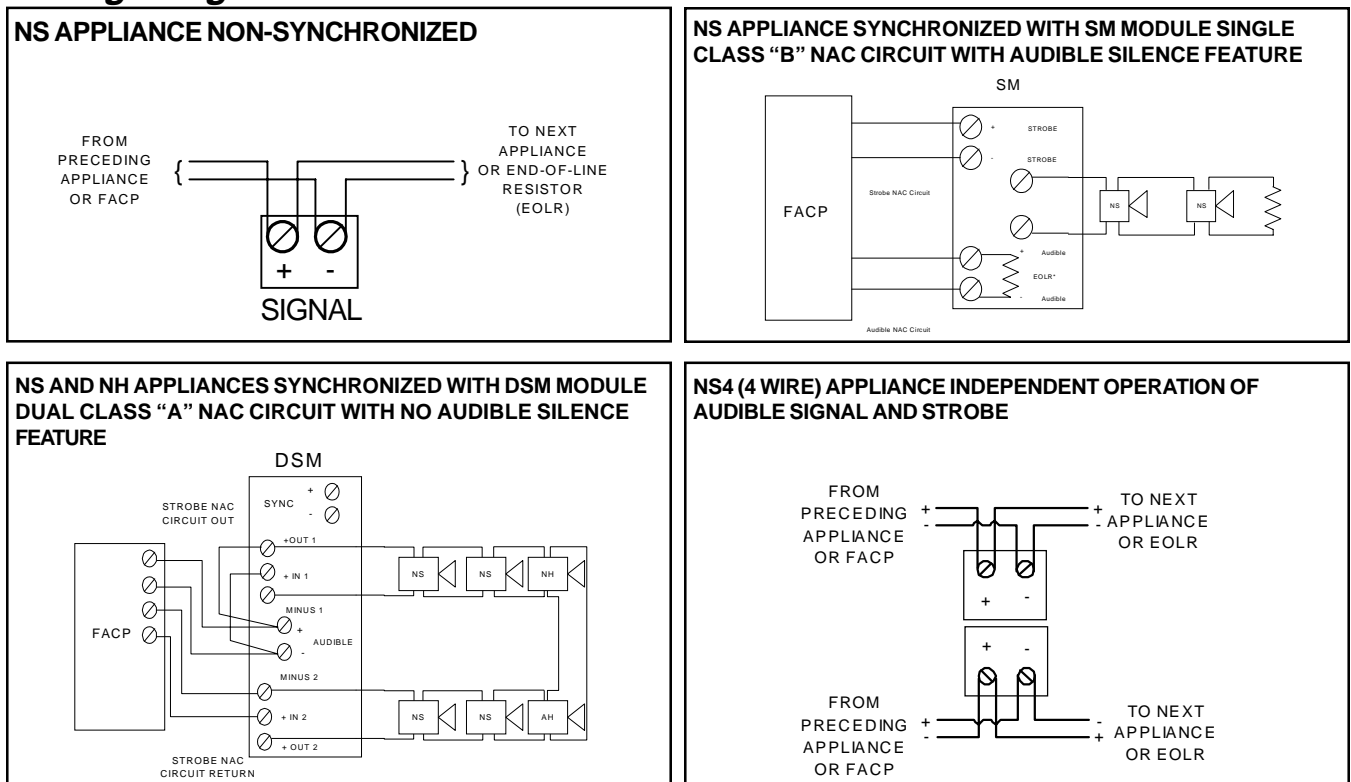 NS APPLIANCE NON-SYNCHRONIZED
FROM
PRECEDING
APPLIANCE
OR FACP
{
}
TO NEXT
APPLIANCE
OR END-OF-LINE
RESISTOR
(EOLR)
+ -
SIGNAL
NS APPLIANCE SYNCHRONIZED WITH SM MODULE SINGLE
CLASS “B” NAC CIRCUIT WITH AUDIBLE SILENCE FEATURE
SM
+ STROBE
- STROBE
Strobe NAC Circuit
FACP
NS
NS
+ Audible
EOLR*
- Audible
Audible NAC Circuit
NS AND NH APPLIANCES SYNCHRONIZED WITH DSM MODULE
DUAL CLASS “A” NAC CIRCUIT WITH NO AUDIBLE SILENCE
FEATURE
DSM
STROBE NAC
CIRCUIT OUT
SYNC
+
-
+OUT 1
+ IN 1
MINUS 1
+
AUDIBLE
-
MINUS 2
+ IN 2
+ OUT 2
FACP
NS
NS
NH
NS
NS
AH
STROBE NAC
CIRCUIT RETURN
NS4 (4 WIRE) APPLIANCE INDEPENDENT OPERATION OF
AUDIBLE SIGNAL AND STROBE
FROM
PRECEDING
APPLIANCE
OR FACP
+
-
+
-
TO NEXT
APPLIANCE
OR EOLR
+ -
+ -
FROM
PRECEDING
APPLIANCE
OR FACP
+
-
-
+
TO NEXT
APPLIANCE
OR EOLR